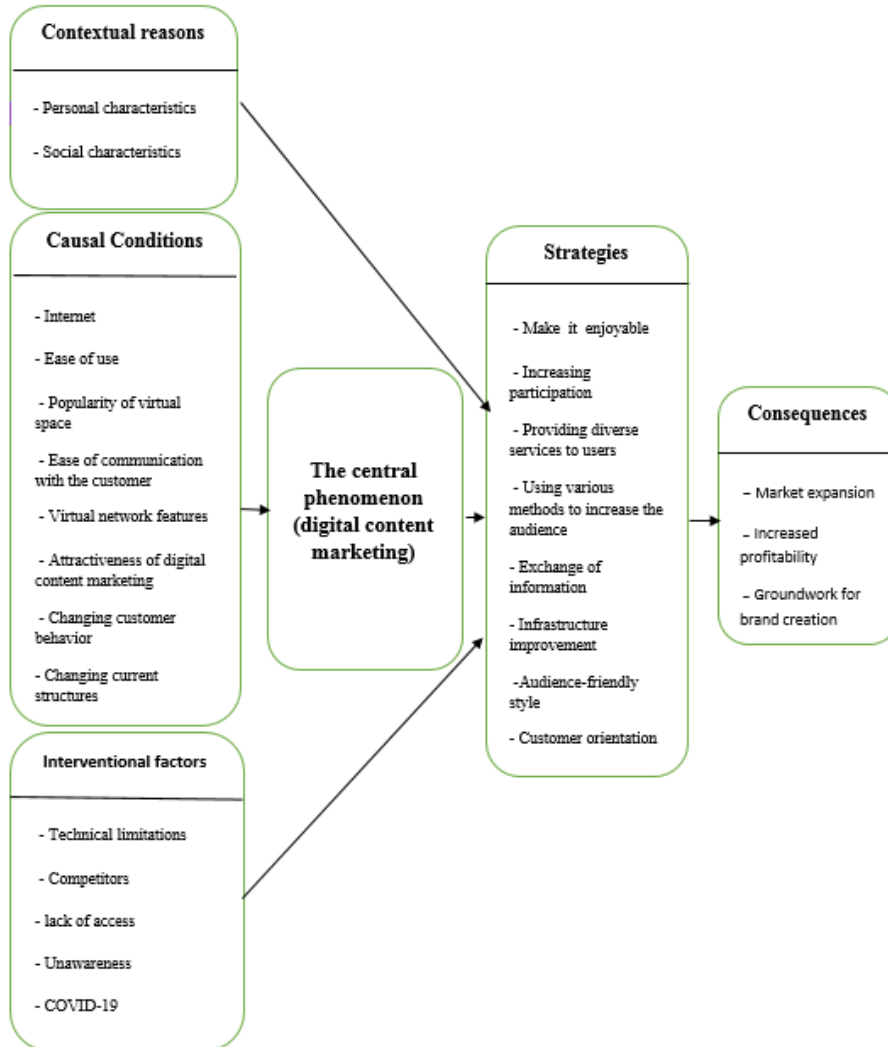 Contextual reasons
- Personal characteristics
- Social characteristics
Causal Conditions
- Internet
- Ease of use
- Popularity of virtual
space
- Ease of communication
with the customer
- Virtual network features
- Attractiveness of digital
content marketing
- Changing customer
behavior
- Changing current
structures
Interventional factors
- Technical limitations
- Competitors
- lack of access
- Unawareness
- COVID-19
The central
phenomenon
(digital content
marketing)
Strategies
- Make it enjoyable
- Increasing
participation
- Providing diverse
services to users
- Using various
methods to increase the
audience
- Exchange of
information
- Infrastructure
improvement
-Audience-friendly
style
- Customer orientation
Consequences
– Market expansion
– Increased
profitability
– Groundwork for
brand creation